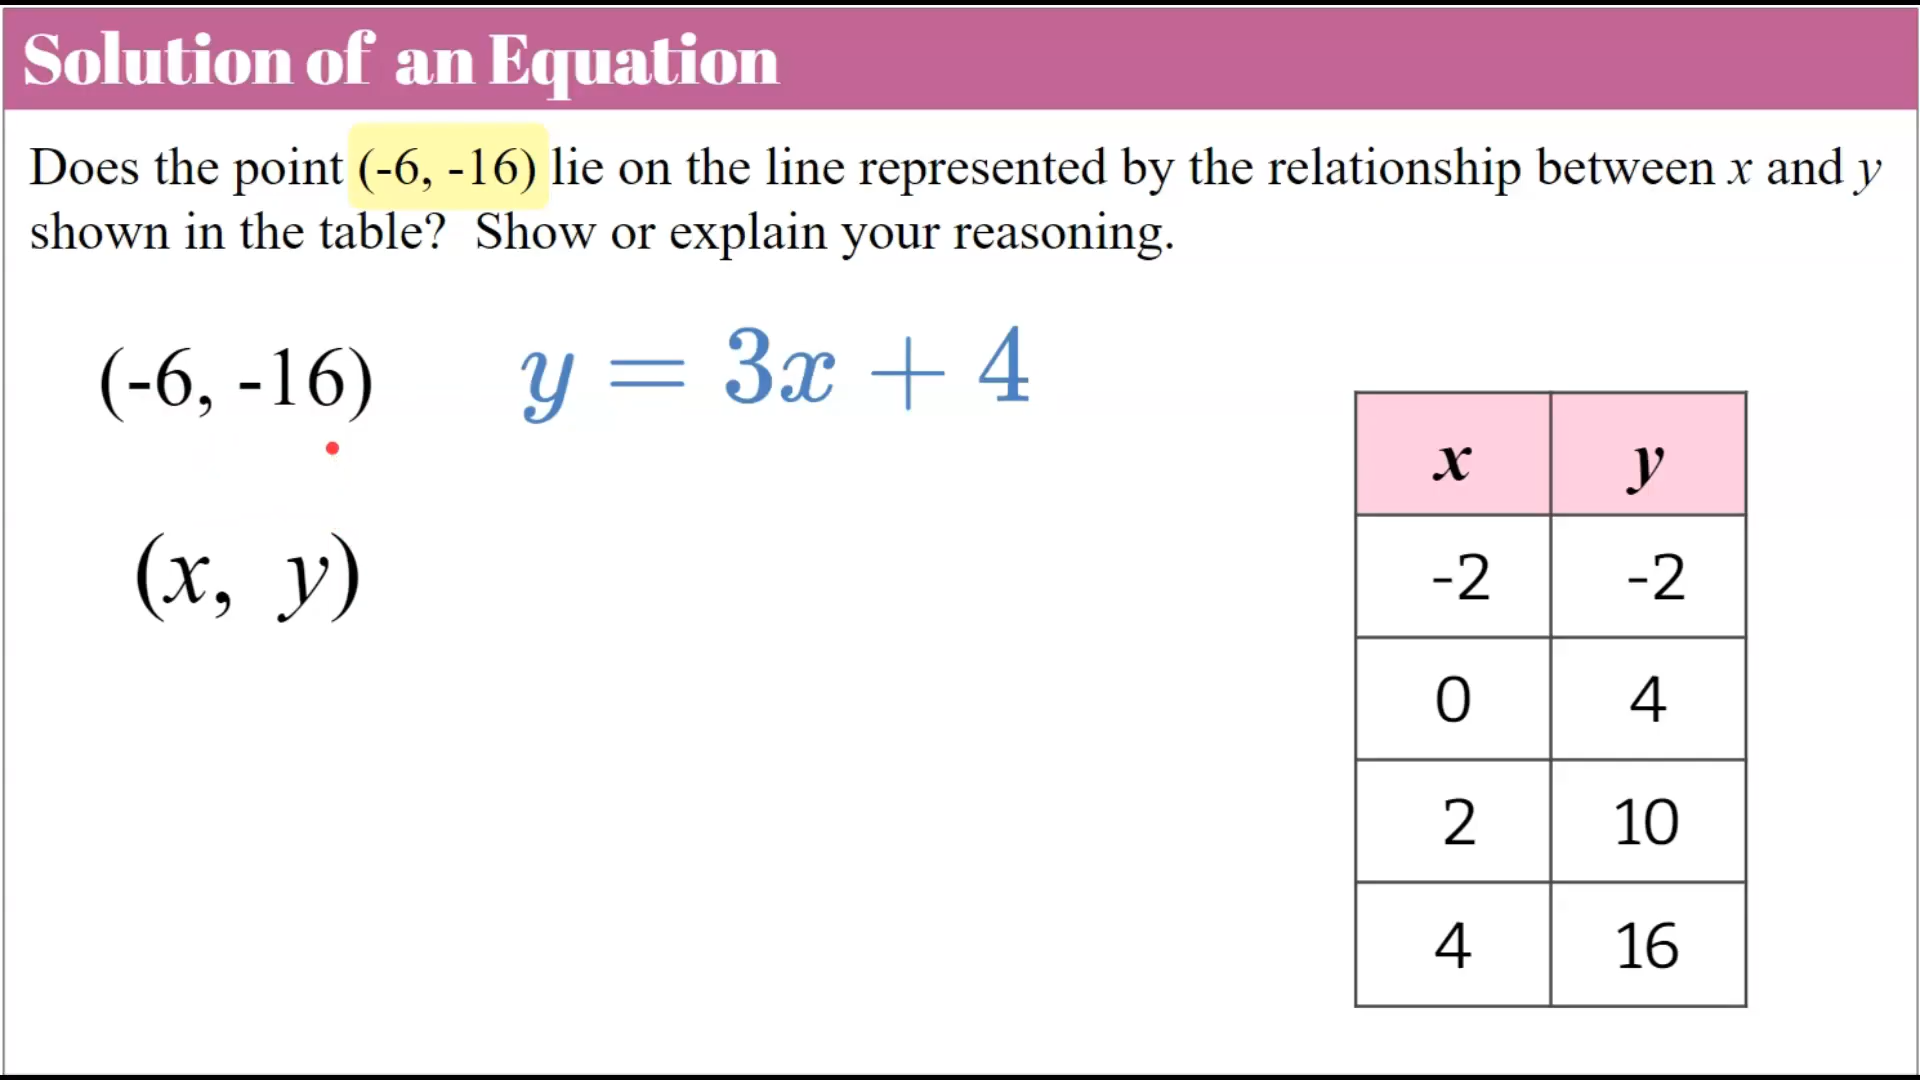 Solution of an Equation
Does the point (-6, -16) lie on the line represented by the relationship between x and y
shown in the table? Show or explain your reasoning.
(-6, -16)
y = 3x + 4
(x, y)
x y
-2 -2
0 4
2 10
4 16